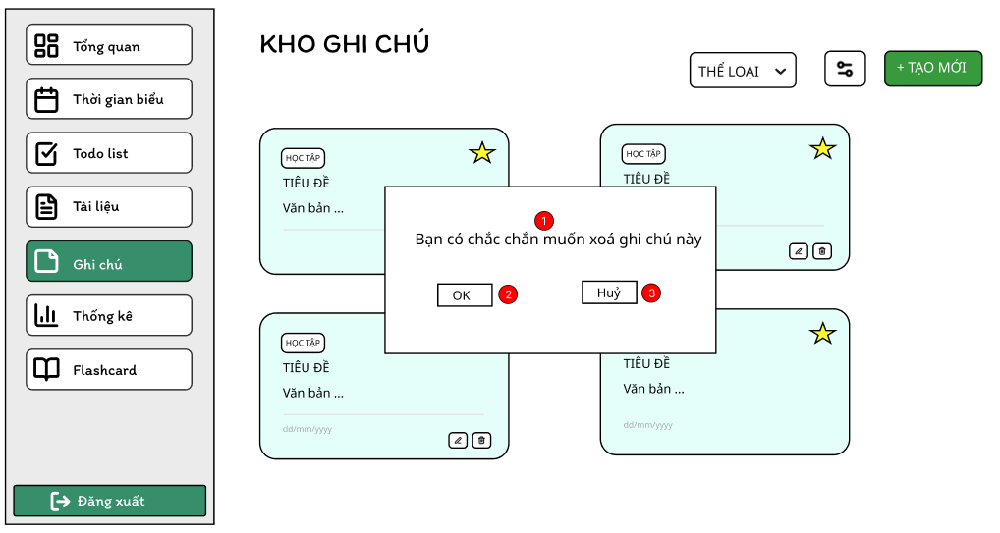 Tổng quan
Thời gian biểu
Todo list
Tài liệu
Ghi chú
Thống kê
Flashcard
Đăng xuất
KHO GHI CHÚ
THỂ LOẠI
+ TẠO MỚI
HỌC TẬP
TIÊU ĐỀ
Văn bản ...
HỌC TẬP
TIÊU ĐỀ
1
Bạn có chắc chắn muốn xoá ghi chú này
OK
2
Huỷ
3
HỌC TẬP
TIÊU ĐỀ
Văn bản ...
dd/mm/yyyy
TIÊU ĐỀ
Văn bản ...
dd/mm/yyyy